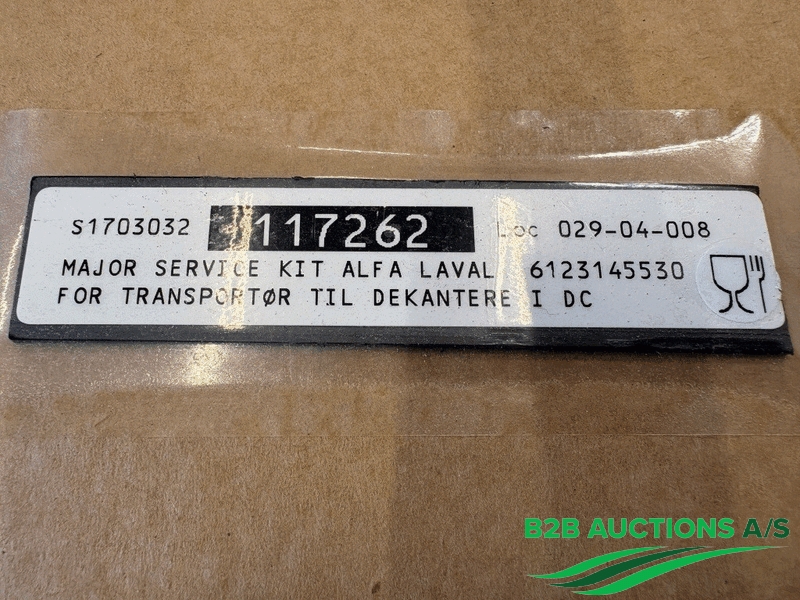 S1703032 117262 Loc 029-04-008
MAJOR SERVICE KIT ALFA LAVAL 6123145530
FOR TRANSPORTØR TIL DEKANTERE I DC
B2B AUCTIONS A/S